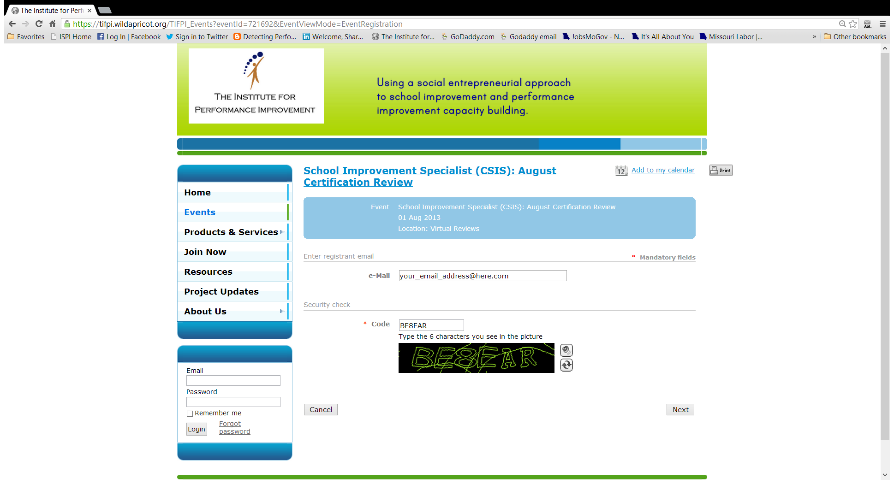 The Institute for Perf
https://tifpi.wildapricot.org/TIFPI_Events?eventId=721692&EventViewMode=EventRegistration
Favorites ISPI Home Log In | Facebook Sign in to Twitter Detecting Perfo... Welcome, Shar... The Institute for... GoDaddy.com Godaddy email JobsMoGov - N... It's All About You Missouri Labor |... » Other bookmarks
THE INSTITUTE FOR
PERFORMANCE IMPROVEMENT
Using a social entrepreneurial approach
to school improvement and performance
improvement capacity building.
Home
Events
Products & Services
Join Now
Resources
Project Updates
About Us
Email
Password
Remember me
Login
Forgot
password
School Improvement Specialist (CSIS): August
Certification Review
12 Add to my calendar
Print
Event School Improvement Specialist (CSIS): August Certification Review
01 Aug 2013
Location: Virtual Reviews
Enter registrant email
* Mandatory fields
e-Mail your_email_address@here.com
Security check
* Code BE8EAR
Type the 6 characters you see in the picture
BE8EAR
Cancel
Next